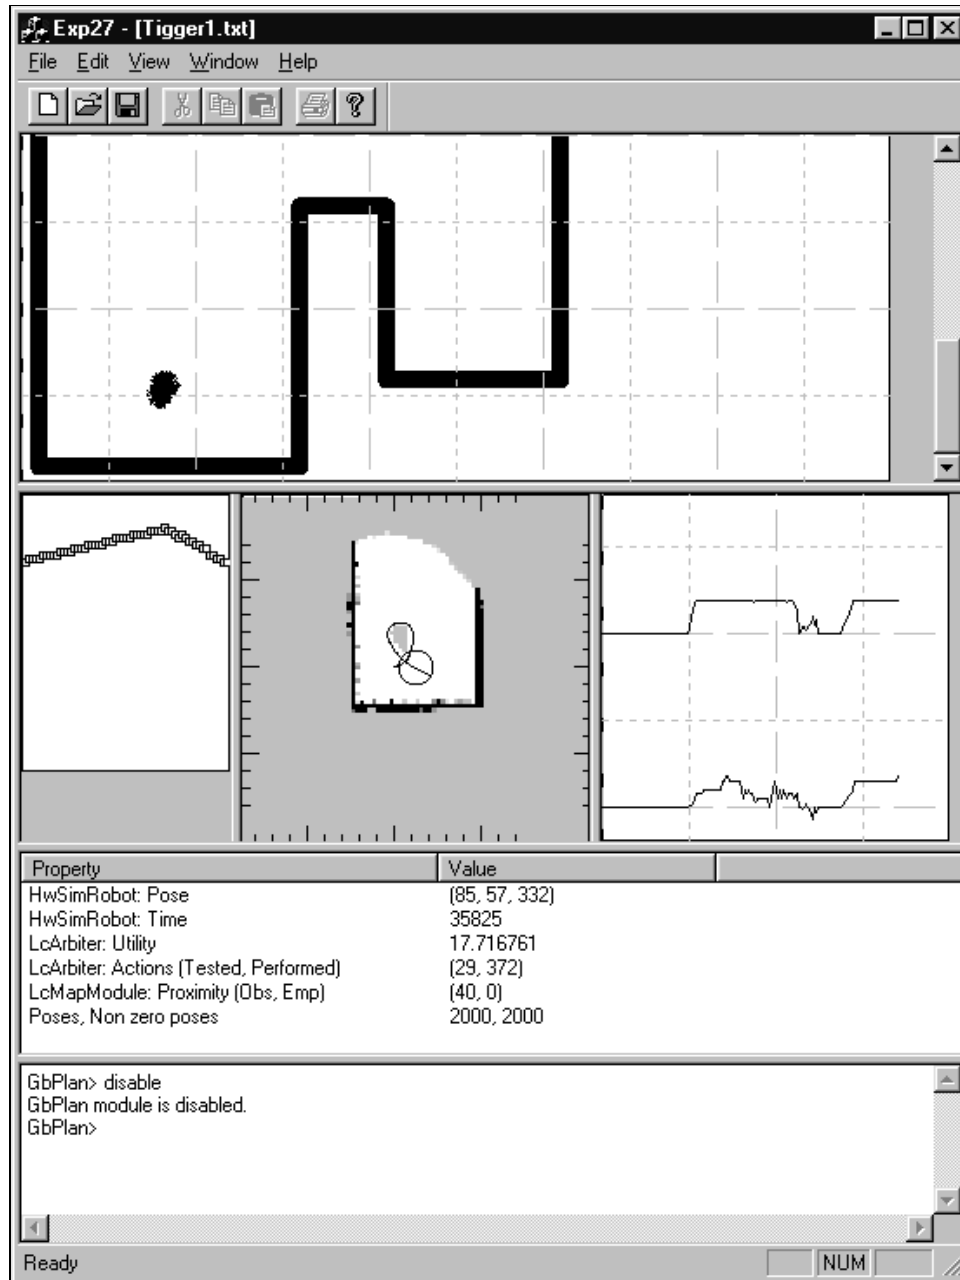 Exp27 - [Tigger1.txt]
File Edit View Window Help
Property Value
HwSimRobot: Pose (85, 57, 332)
HwSimRobot: Time 35825
LcArbiter: Utility 17.716761
LcArbiter: Actions (Tested, Performed) (29, 372)
LcMapModule: Proximity (Obs, Emp) (40, 0)
Poses, Non zero poses 2000, 2000
GbPlan> disable
GbPlan module is disabled.
GbPlan>
Ready NUM